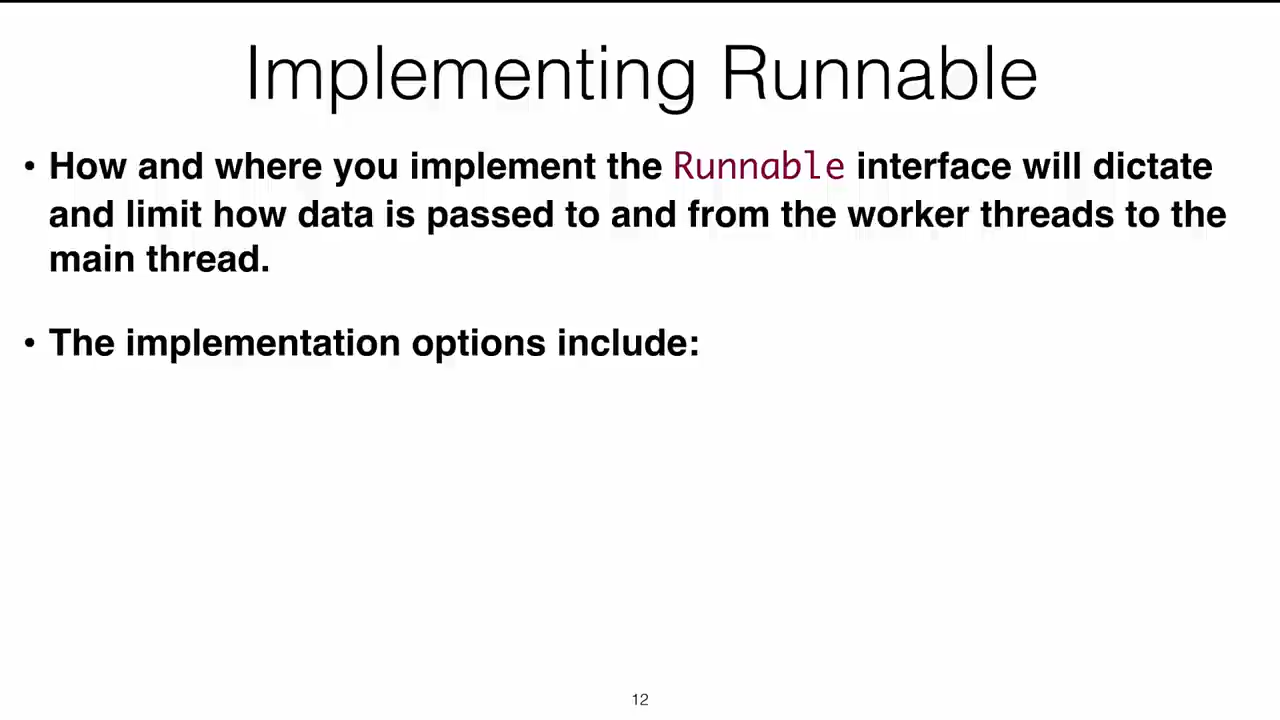 Implementing Runnable
• How and where you implement the Runnable interface will dictate
and limit how data is passed to and from the worker threads to the
main thread.
• The implementation options include:
12